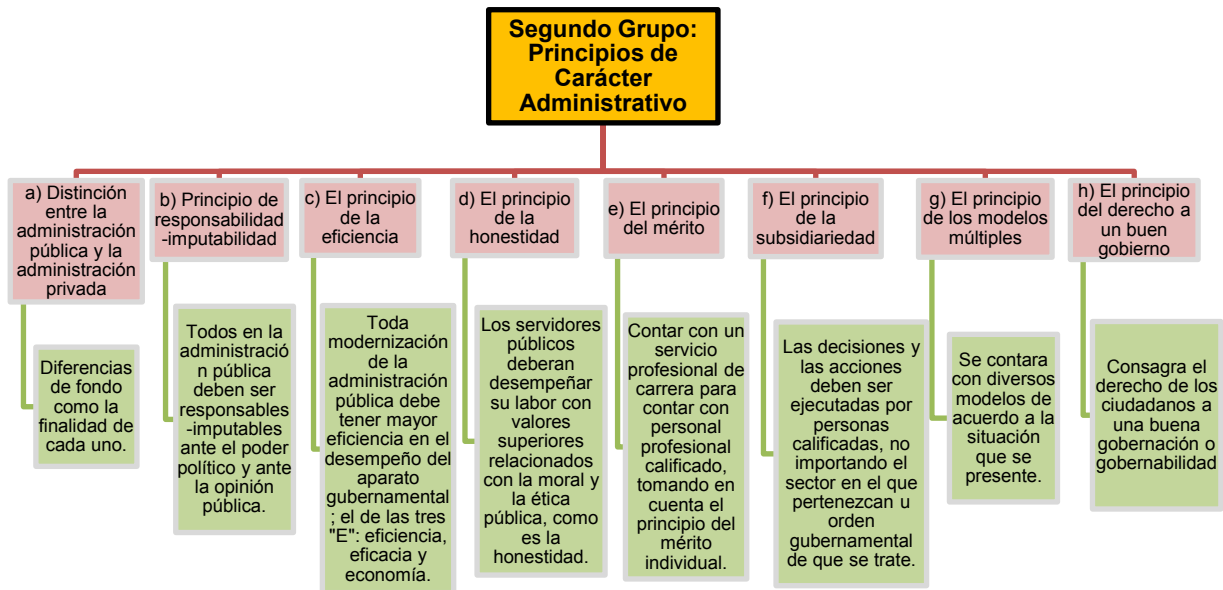 Segundo Grupo:
Principios de
Carácter
Administrativo
a) Distinción
entre la
administración
pública y la
administración
privada
b) Principio de
responsabilidad
-imputabilidad
c) El principio
de la
eficiencia
d) El principio
de la
honestidad
e) El principio
del mérito
f) El principio
de la
subsidiariedad
g) El principio
de los modelos
múltiples
h) El principio
del derecho a
un buen
gobierno
Diferencias
de fondo
como la
finalidad de
cada uno.
Todos en la
administració
n pública
deben ser
responsables
-imputables
ante el poder
político y ante
la opinión
pública.
Toda
modernización
de la
administración
pública debe
tener mayor
eficiencia en el
desempeño del
aparato
gubernamental
; el de las tres
"E": eficiencia,
eficacia y
economía.
Los servidores
públicos
deberan
desempeñar
su labor con
valores
superiores
relacionados
con la moral y
la ética
pública, como
es la
honestidad.
Contar con un
servicio
profesional de
carrera para
contar con
personal
profesional
calificado,
tomando en
cuenta el
principio del
mérito
individual.
Las decisiones y
las acciones
deben ser
ejecutadas por
personas
calificadas, no
importando el
sector en el que
pertenezcan u
orden
gubernamental
de que se trate.
Se contara
con diversos
modelos de
acuerdo a la
situación
que se
presente.
Consagra el
derecho de los
ciudadanos a
una buena
gobernación o
gobernabilidad